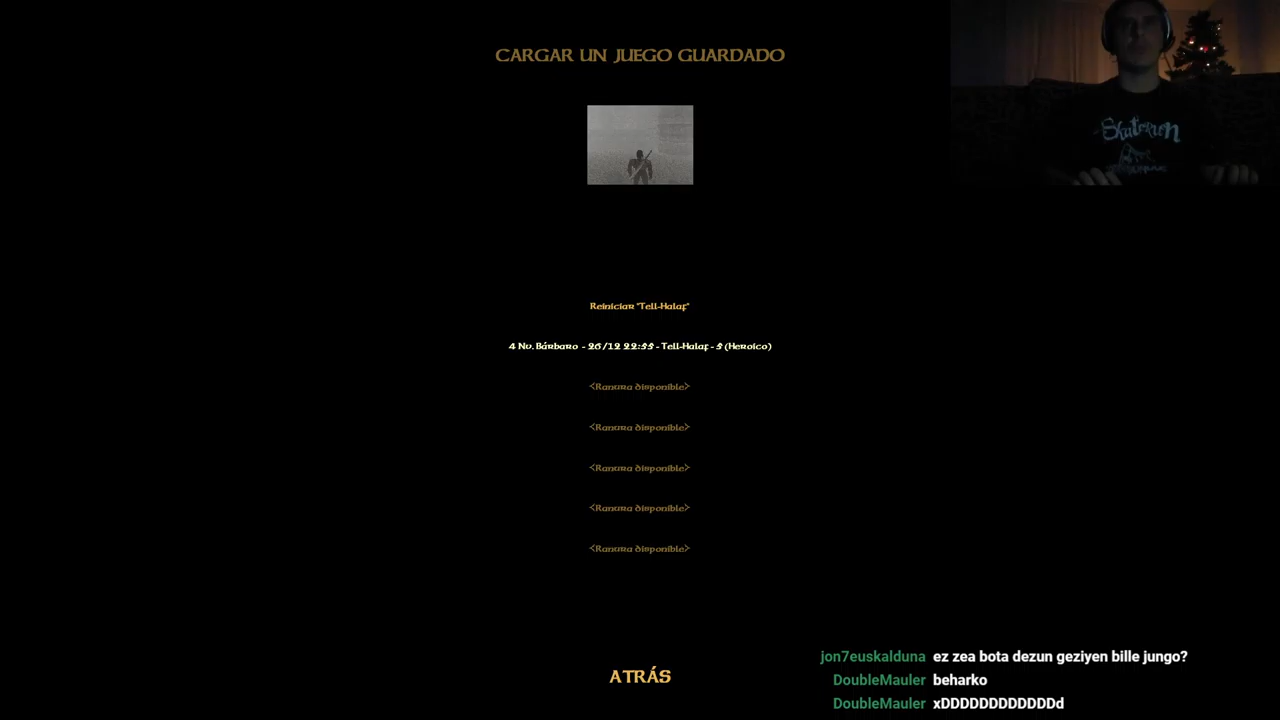 CARGAR UN JUEGO GUARDADO
Reiniciar "Tell-Halaf"
4 Nv. Bárbaro - 26/12 22:55 - Tell-Halaf - 5 (Heroico)
<Ranura disponible>
<Ranura disponible>
<Ranura disponible>
<Ranura disponible>
<Ranura disponible>
ATRÁS
jon7euskalduna ez zea bota dezun geziyen bille jungo?
DoubleMauler beharko
DoubleMauler xDDDDDDDDDDDDd